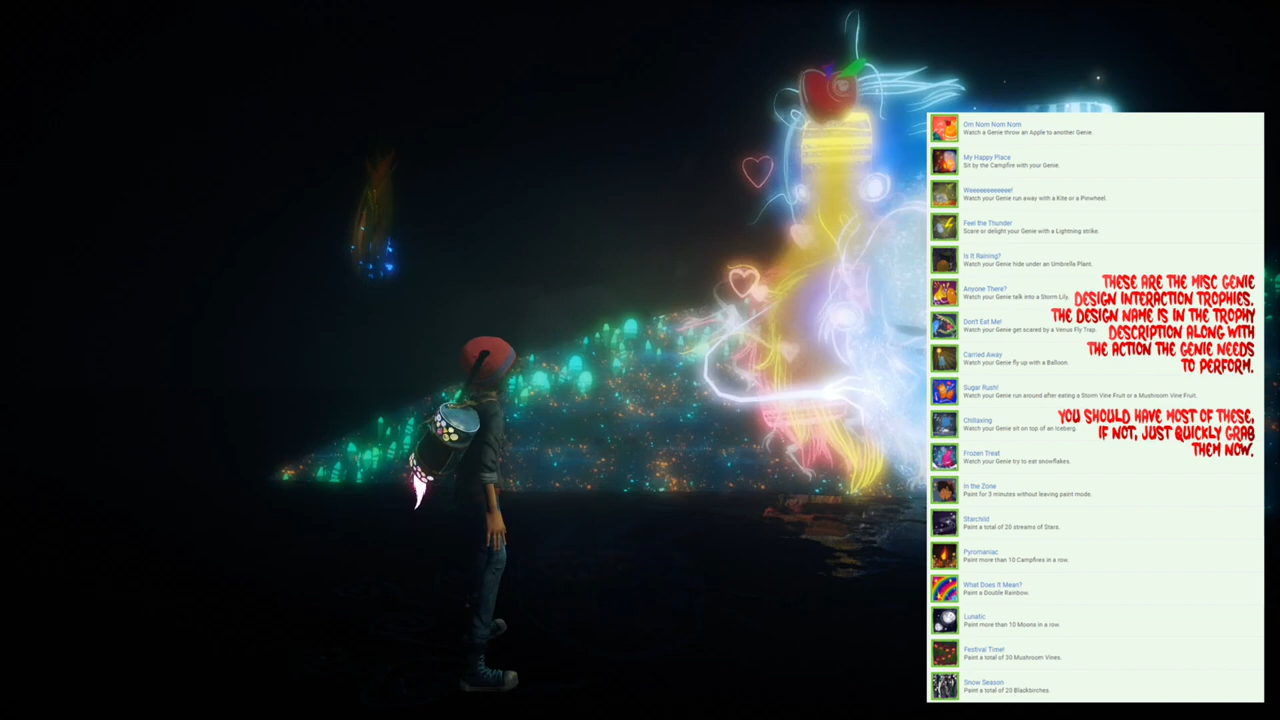 Om Nom Nom Nom
Watch a Genie throw an Apple to another Genie.
My Happy Place
Sit by the Campfire with your Genie.
Weeeeeeeeeeee!
Watch your Genie run away with a Kite or a Pinwheel.
Feel the Thunder
Scare or delight your Genie with a Lightning strike.
Is It Raining?
Watch your Genie hide under an Umbrella Plant.
Anyone There?
Watch your Genie talk into a Storm Lily.
Don't Eat Me!
Watch your Genie get scared by a Venus Fly Trap.
Carried Away
Watch your Genie fly up with a Balloon.
Sugar Rush!
Watch your Genie run around after eating a Storm Vine Fruit or a Mushroom Vine Fruit.
Chillaxing
Watch your Genie sit on top of an Iceberg.
Frozen Treat
Watch your Genie try to eat snowflakes.
In the Zone
Paint for 3 minutes without leaving paint mode.
Starchild
Paint a total of 20 streams of Stars.
Pyromaniac
Paint more than 10 Campfires in a row.
What Does It Mean?
Paint a Double Rainbow.
Lunatic
Paint more than 10 Moons in a row.
Festival Time!
Paint a total of 30 Mushroom Vines.
Snow Season
Paint a total of 20 Blackbirches.
THESE ARE THE MISC GENIE
DESIGN INTERACTION TROPHIES.
THE DESIGN NAME IS IN THE TROPHY
DESCRIPTION ALONG WITH
THE ACTION THE GENIE NEEDS
TO PERFORM.
YOU SHOULD HAVE MOST OF THESE,
IF NOT, JUST QUICKLY GRAB
THEM NOW.